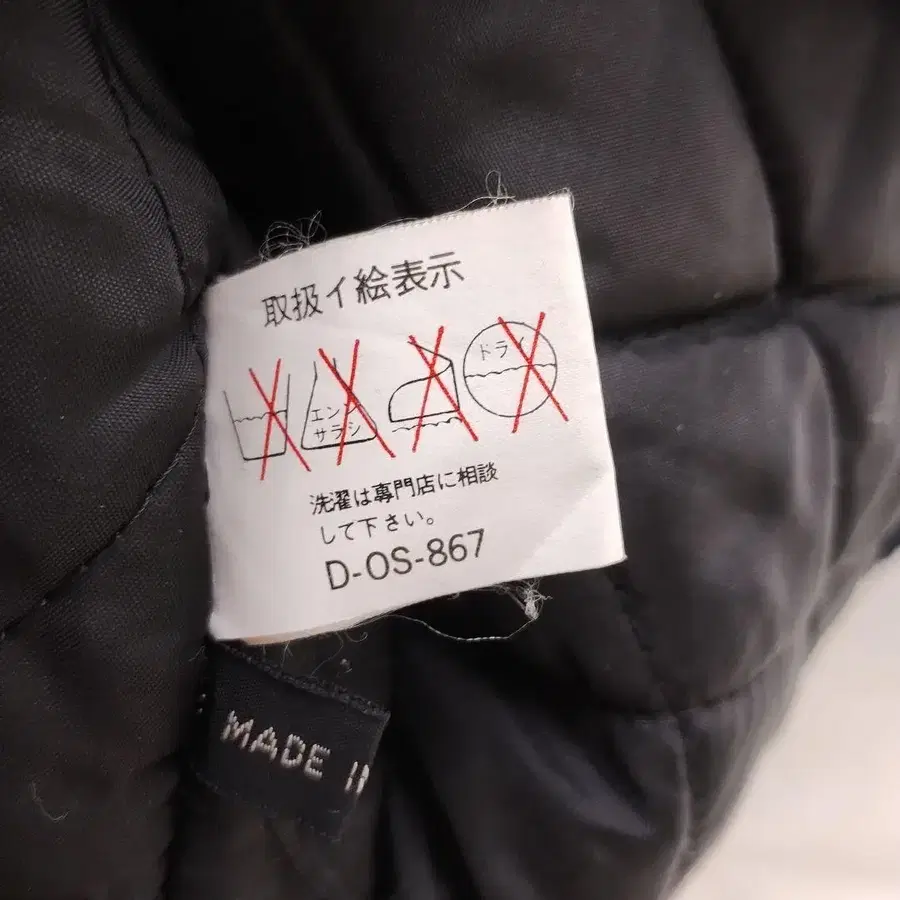 取扱イ絵表示
エンソ
サラシ
ドライ
洗濯は専門店に相談
して下さい。
D-OS-867
MADE